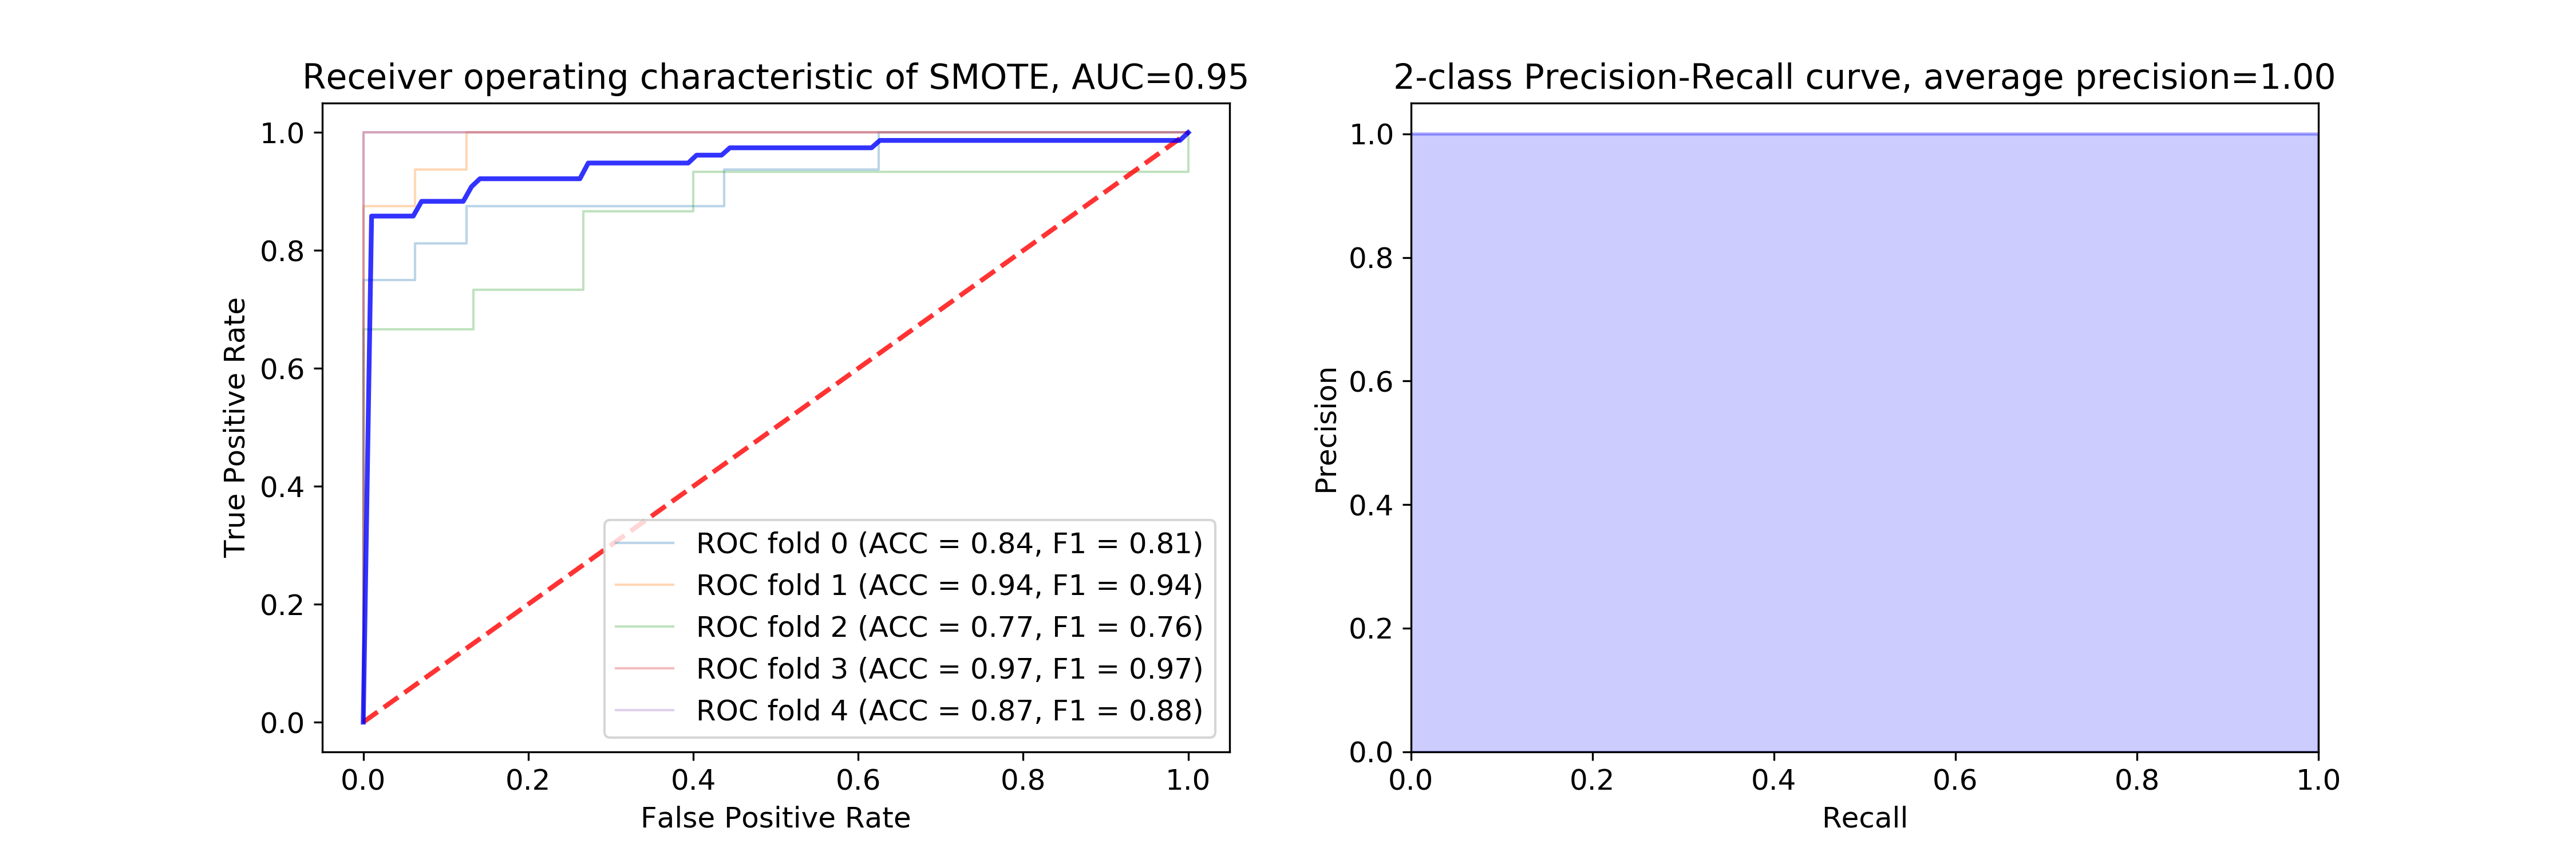 Receiver operating characteristic of SMOTE, AUC=0.95
1.0
0.8
0.6
0.4
0.2
0.0
True Positive Rate
ROC fold 0 (ACC = 0.84, F1 = 0.81)
ROC fold 1 (ACC = 0.94, F1 = 0.94)
ROC fold 2 (ACC = 0.77, F1 = 0.76)
ROC fold 3 (ACC = 0.97, F1 = 0.97)
ROC fold 4 (ACC = 0.87, F1 = 0.88)
0.0 0.2 0.4 0.6 0.8 1.0
False Positive Rate
2-class Precision-Recall curve, average precision=1.00
1.0
0.8
0.6
0.4
0.2
0.0
Precision
0.0 0.2 0.4 0.6 0.8 1.0
Recall